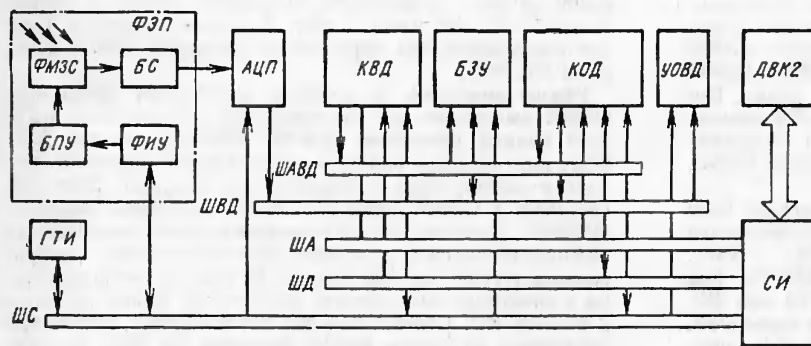 ФЭП
ФМЗС
БС
АЦП
КВД
БЗУ
КОД
УОВД
ДВК2
БПУ
ФИУ
ШАВД
ШВД
ГТИ
ША
ШД
СИ
ШС